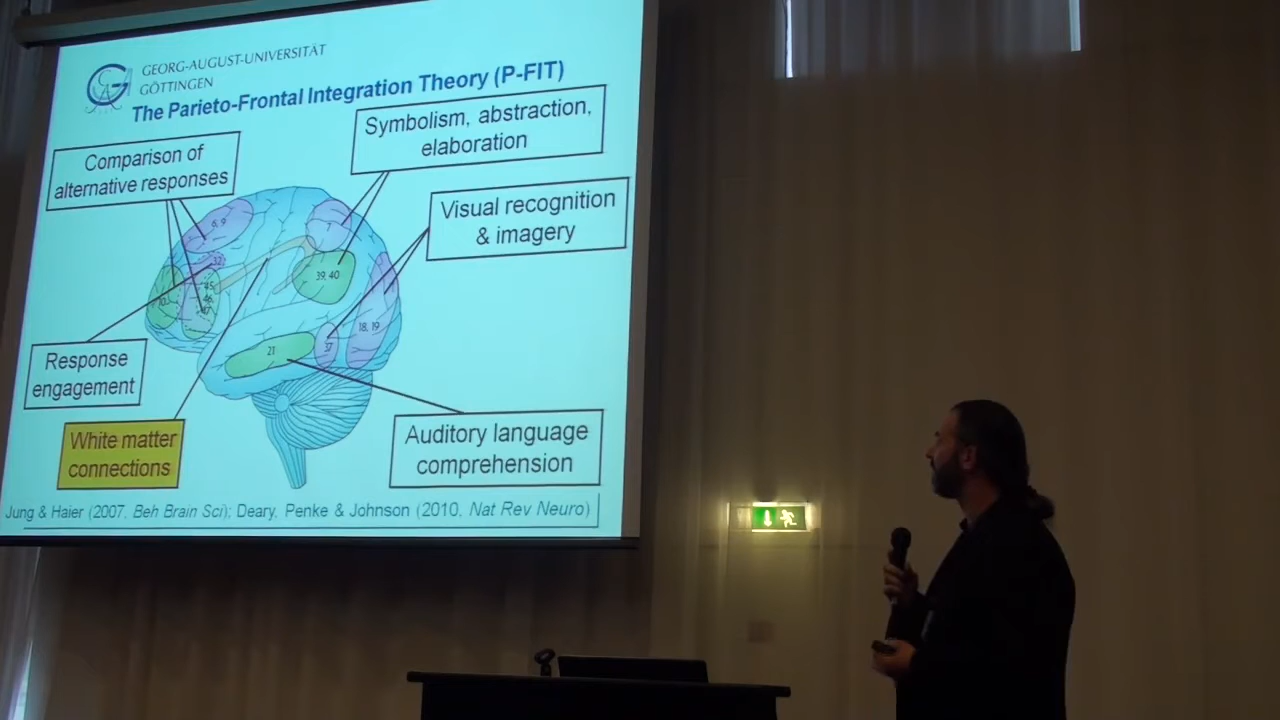 GEORG-AUGUST-UNIVERSITÄT
GÖTTINGEN
The Parieto-Frontal Integration Theory (P-FIT)
Symbolism, abstraction,
elaboration
Comparison of
alternative responses
Visual recognition
& imagery
6, 9
7
32
39, 40
10
45
46
47
18, 19
37
21
Response
engagement
White matter
connections
Auditory language
comprehension
Jung & Haier (2007, Beh Brain Sci); Deary, Penke & Johnson (2010, Nat Rev Neuro)